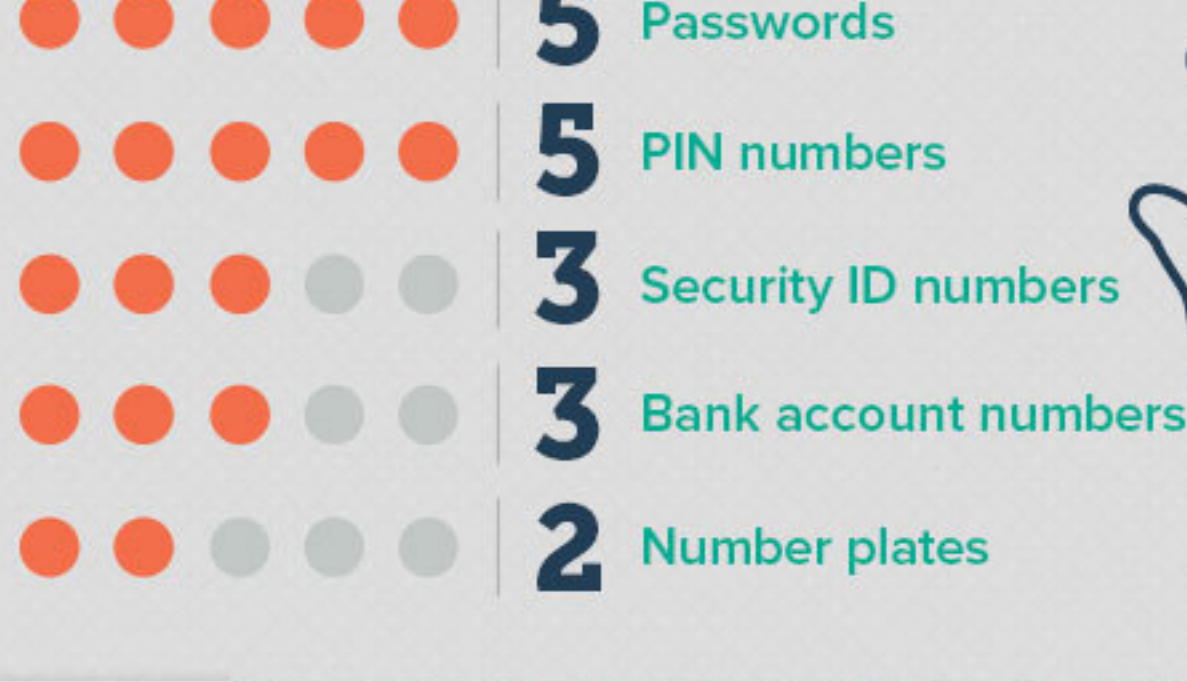 5 Passwords
5 PIN numbers
3 Security ID numbers
3 Bank account numbers
2 Number plates